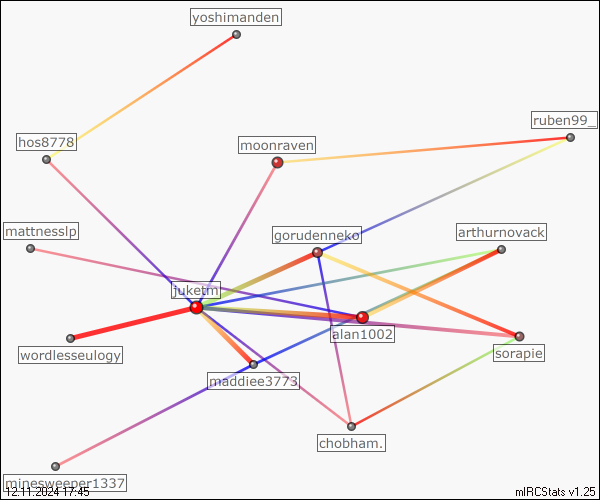 yoshimanden
ruben99_
hos8778
moonraven
mattnesslp
gorudenneko
arthurnovack
juketm
alan1002
wordlesseulogy
sorapie
maddiee3773
chobham.
minesweeper1337
12.11.2024 17:45
mIRCStats v1.25